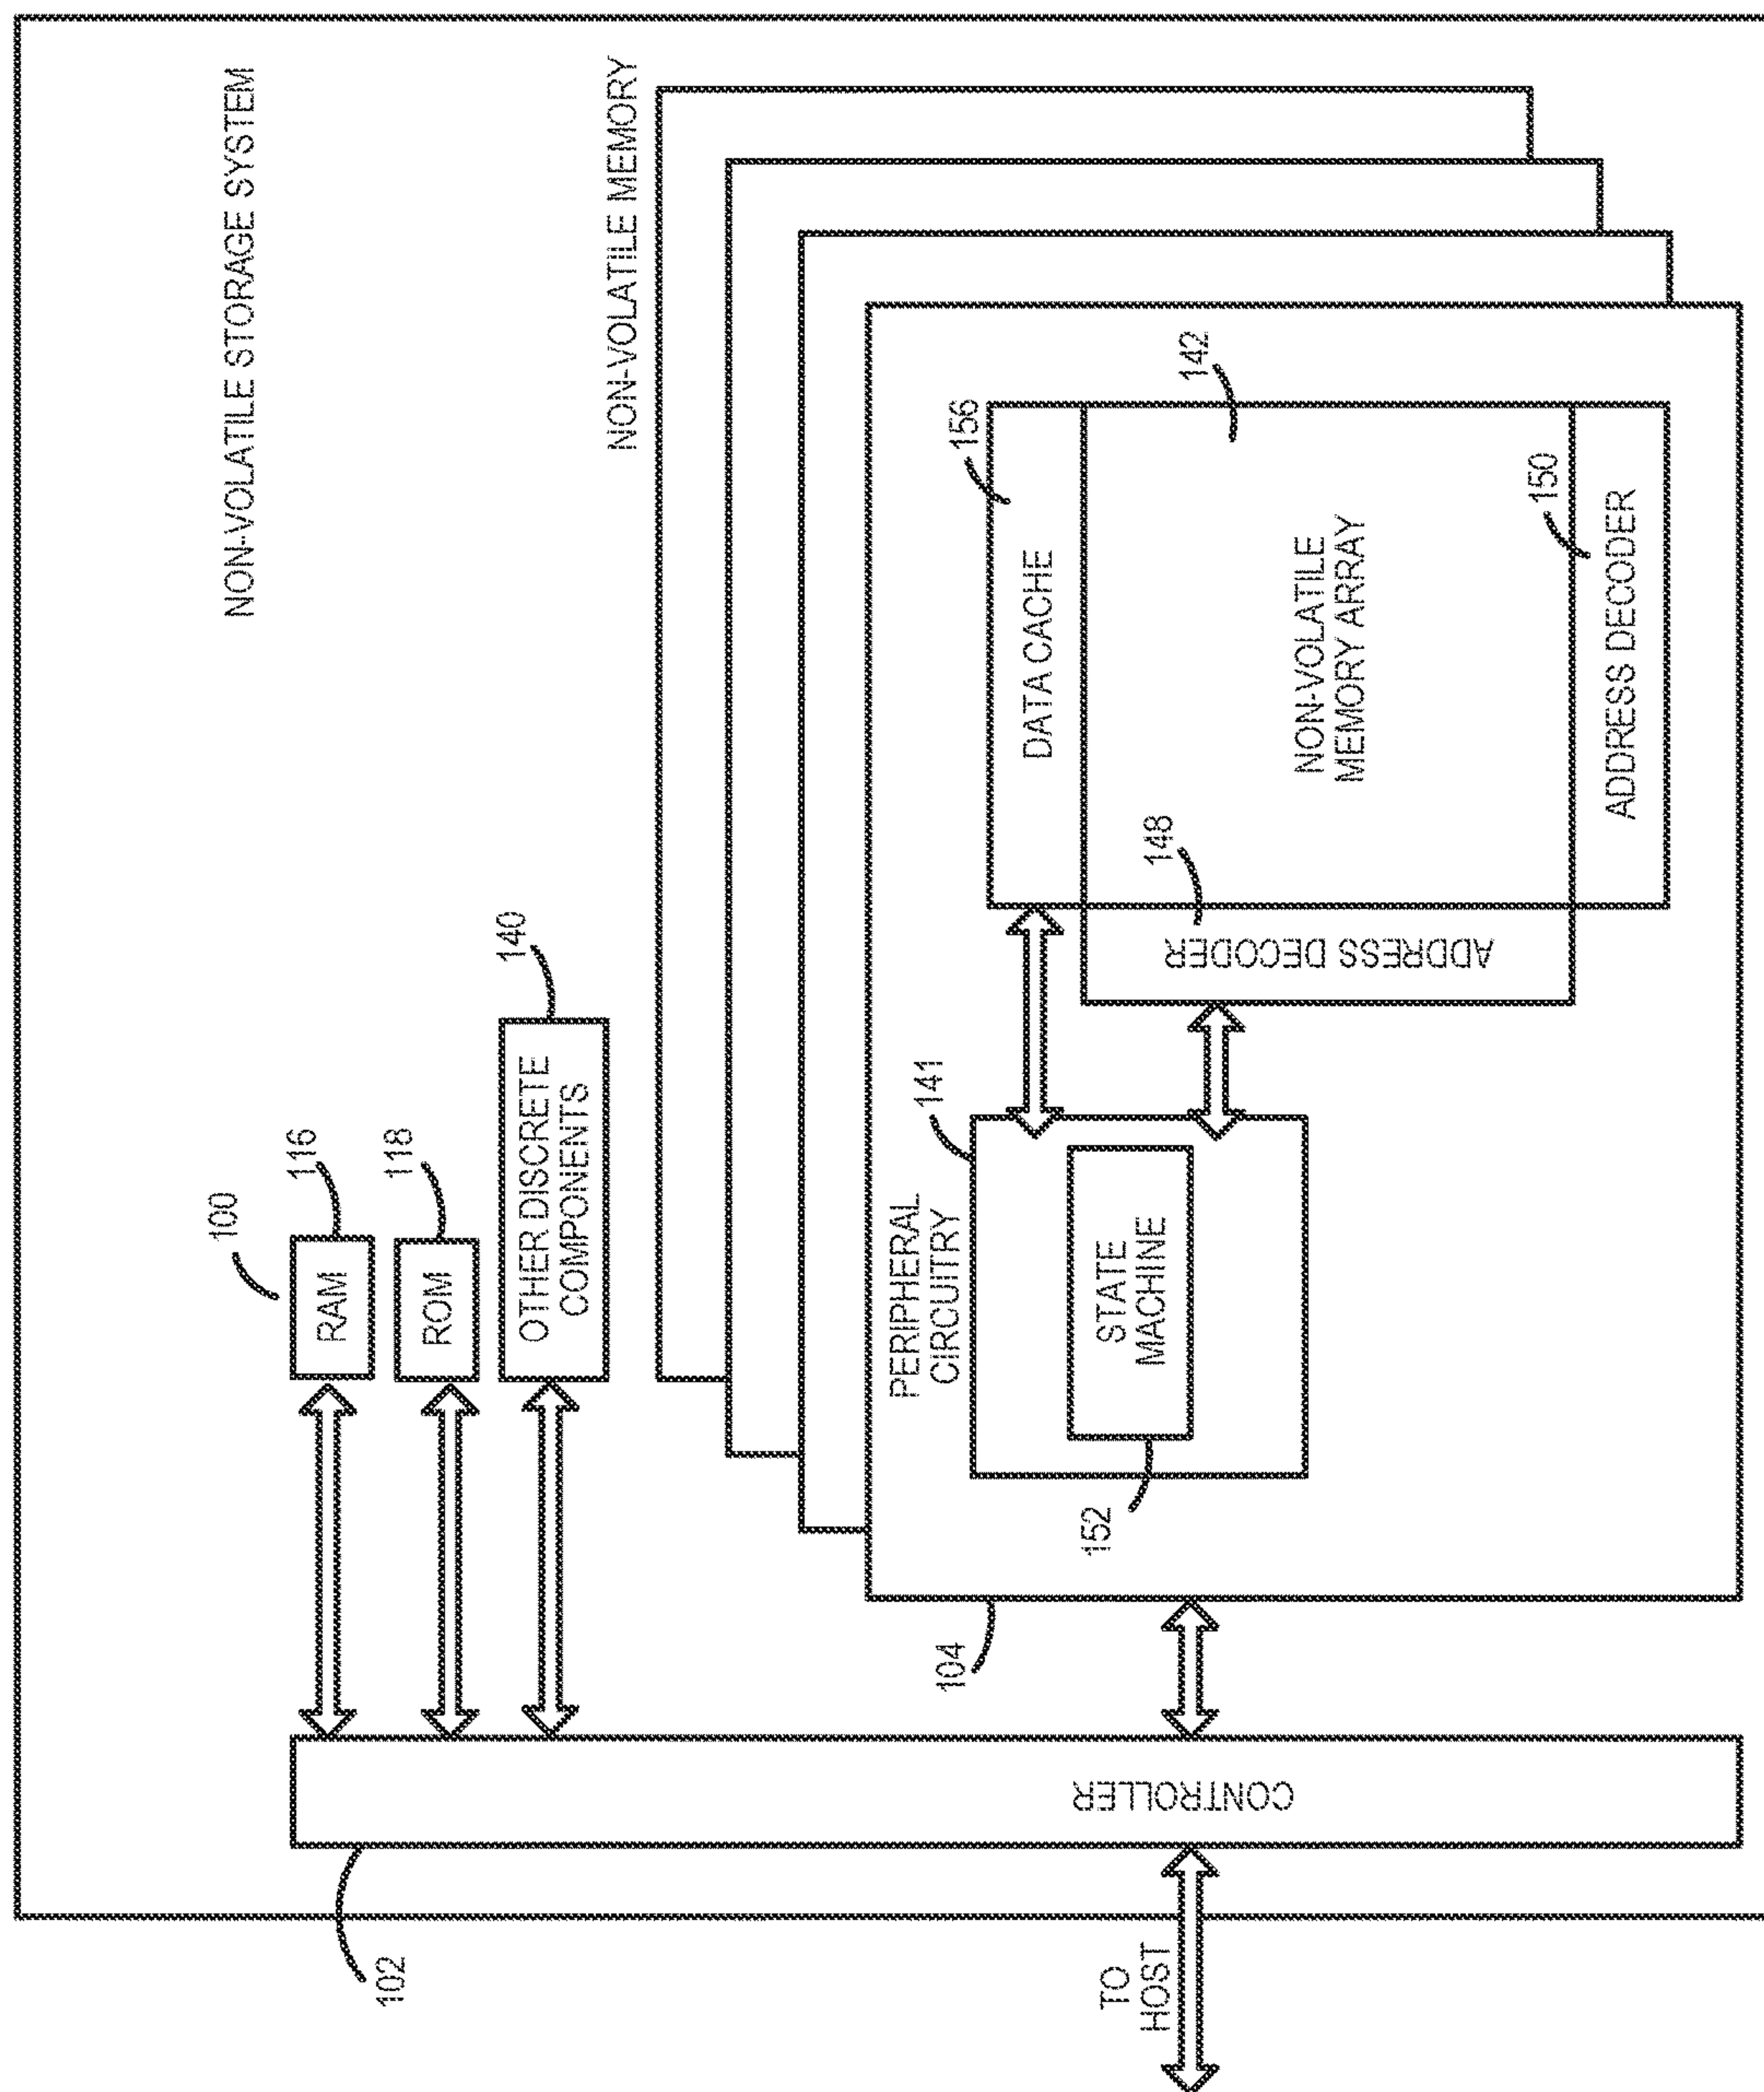 NON-VOLATILE STORAGE SYSTEM
100
RAM
116
ROM
118
OTHER DISCRETE
COMPONENTS
140
NON-VOLATILE MEMORY
102
CONTROLLER
TO
HOST
104
PERIPHERAL
CIRCUITRY
141
STATE
MACHINE
152
DATA CACHE
156
ADDRESS DECODER
148
NON-VOLATILE
MEMORY ARRAY
142
ADDRESS DECODER
150